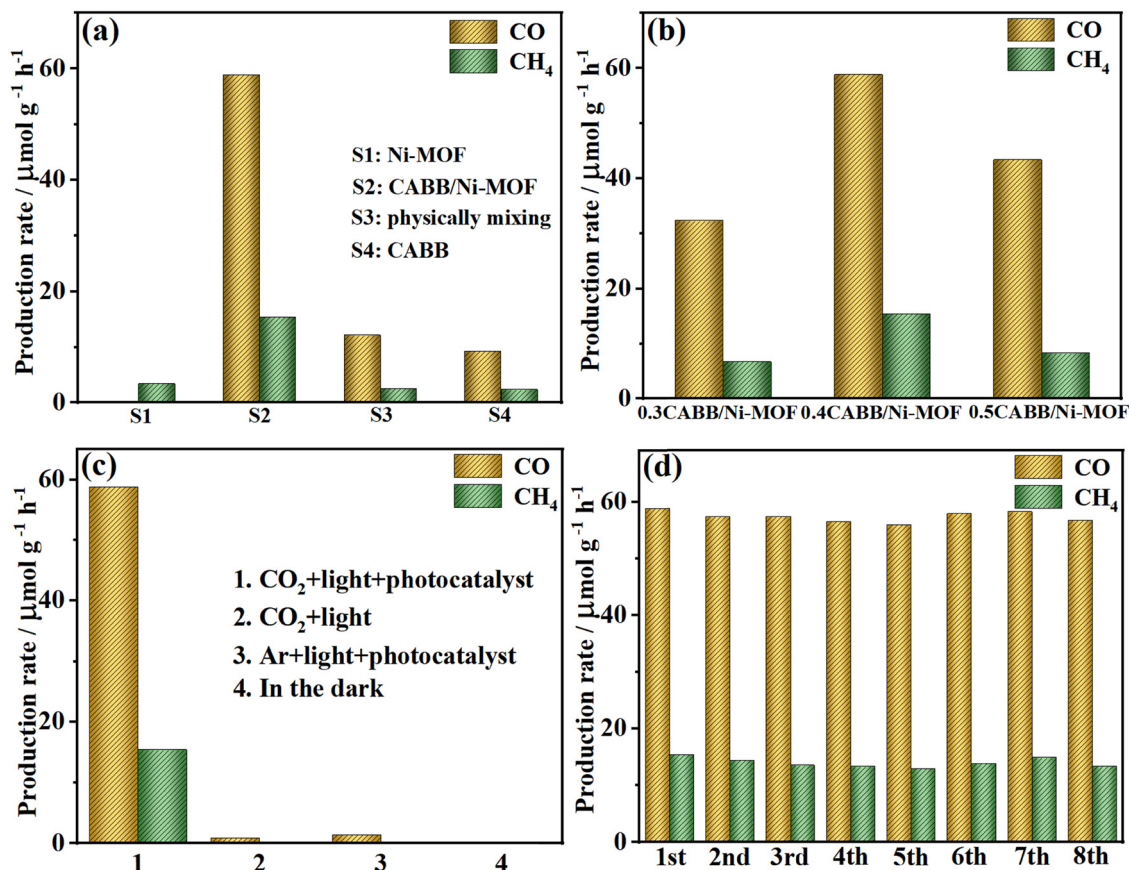 (a)
CO
CH₄
Production rate / μmol g⁻¹ h⁻¹
60
40
20
0
S1: Ni-MOF
S2: CABB/Ni-MOF
S3: physically mixing
S4: CABB
S1 S2 S3 S4
(b)
CO
CH₄
Production rate / μmol g⁻¹ h⁻¹
60
40
20
0
0.3CABB/Ni-MOF 0.4CABB/Ni-MOF 0.5CABB/Ni-MOF
(c)
CO
CH₄
Production rate / μmol g⁻¹ h⁻¹
60
40
20
0
1. CO₂+light+photocatalyst
2. CO₂+light
3. Ar+light+photocatalyst
4. In the dark
1 2 3 4
(d)
CO
CH₄
Production rate / μmol g⁻¹ h⁻¹
60
40
20
0
1st 2nd 3rd 4th 5th 6th 7th 8th